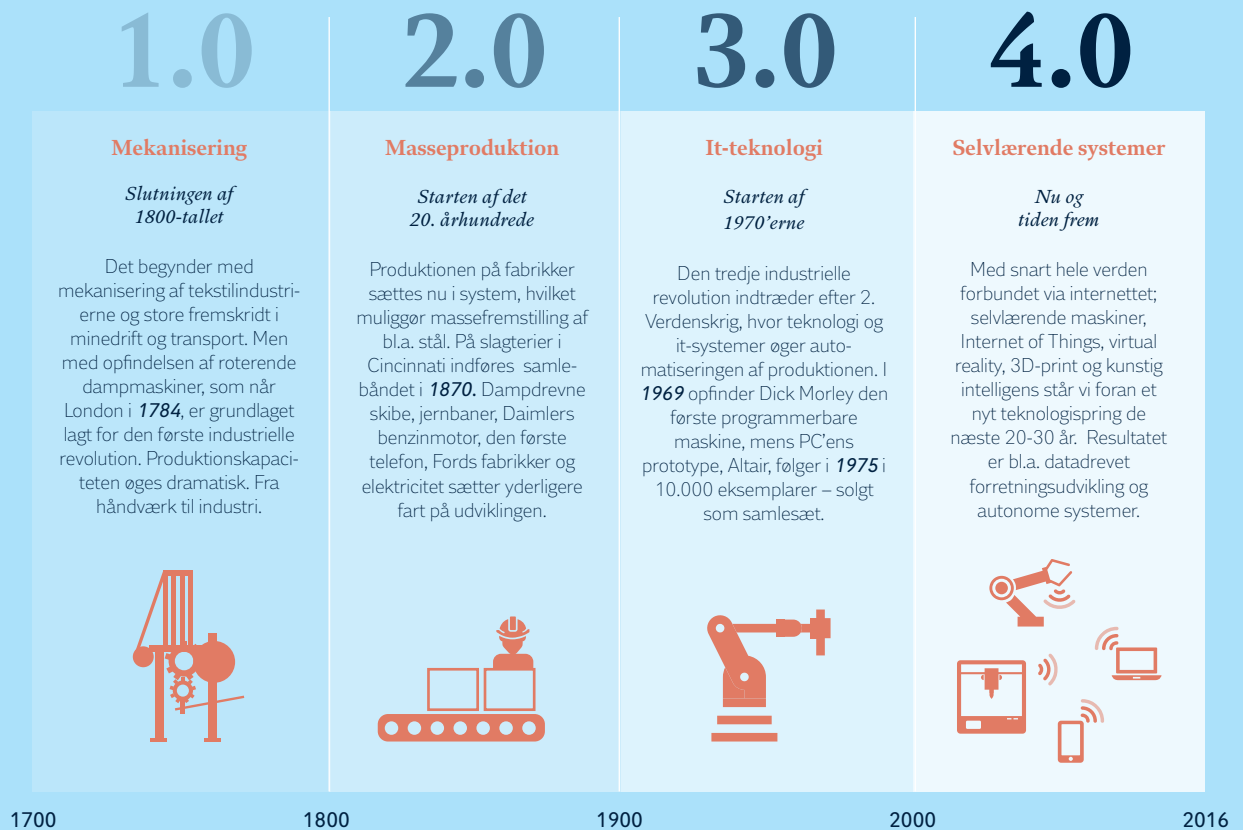 1.0
Mekanisering
Slutningen af
1800-tallet
Det begynder med
mekanisering af tekstilindustri-
erne og store fremskridt i
minedrift og transport. Men
med opfindelsen af roterende
dampmaskiner, som når
London i 1784, er grundlaget
lagt for den første industrielle
revolution. Produktionskapaci-
teten øges dramatisk. Fra
håndværk til industri.
2.0
Masseproduktion
Starten af det
20. århundrede
Produktionen på fabrikker
sættes nu i system, hvilket
muliggør massefremstilling af
bl.a. stål. På slagterier i
Cincinnati indføres samle-
båndet i 1870. Dampdrevne
skibe, jernbaner, Daimlers
benzinmotor, den første
telefon, Fords fabrikker og
elektricitet sætter yderligere
fart på udviklingen.
3.0
It-teknologi
Starten af
1970’erne
Den tredje industrielle
revolution indtræder efter 2.
Verdenskrig, hvor teknologi og
it-systemer øger auto-
matiseringen af produktionen. I
1969 opfinder Dick Morley den
første programmerbare
maskine, mens PC’ens
prototype, Altair, følger i 1975 i
10.000 eksemplarer – solgt
som samlesæt.
4.0
Selvlærende systemer
Nu og
tiden frem
Med snart hele verden
forbundet via internettet;
selvlærende maskiner,
Internet of Things, virtual
reality, 3D-print og kunstig
intelligens står vi foran et
nyt teknologispring de
næste 20-30 år. Resultatet
er bl.a. datadrevet
forretningsudvikling og
autonome systemer.
1700
1800
1900
2000
2016